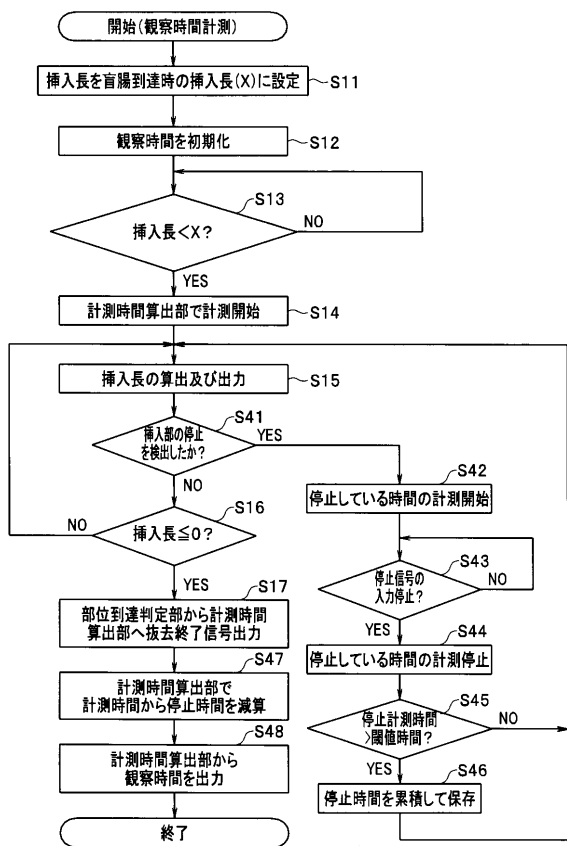 開始(観察時間計測)
挿入長を盲腸到達時の挿入長(X)に設定
S11
観察時間を初期化
S12
S13
挿入長<X?
NO
YES
計測時間算出部で計測開始
S14
挿入長の算出及び出力
S15
S41
挿入部の停止
を検出したか?
YES
NO
S42
停止している時間の計測開始
S16
挿入長≦0?
NO
YES
S43
停止信号の
入力停止?
NO
YES
S17
部位到達判定部から計測時間
算出部へ抜去終了信号出力
S44
停止している時間の計測停止
S47
計測時間算出部で
計測時間から停止時間を減算
S45
停止計測時間
>閾値時間?
NO
YES
S48
計測時間算出部から
観察時間を出力
S46
停止時間を累積して保存
終了